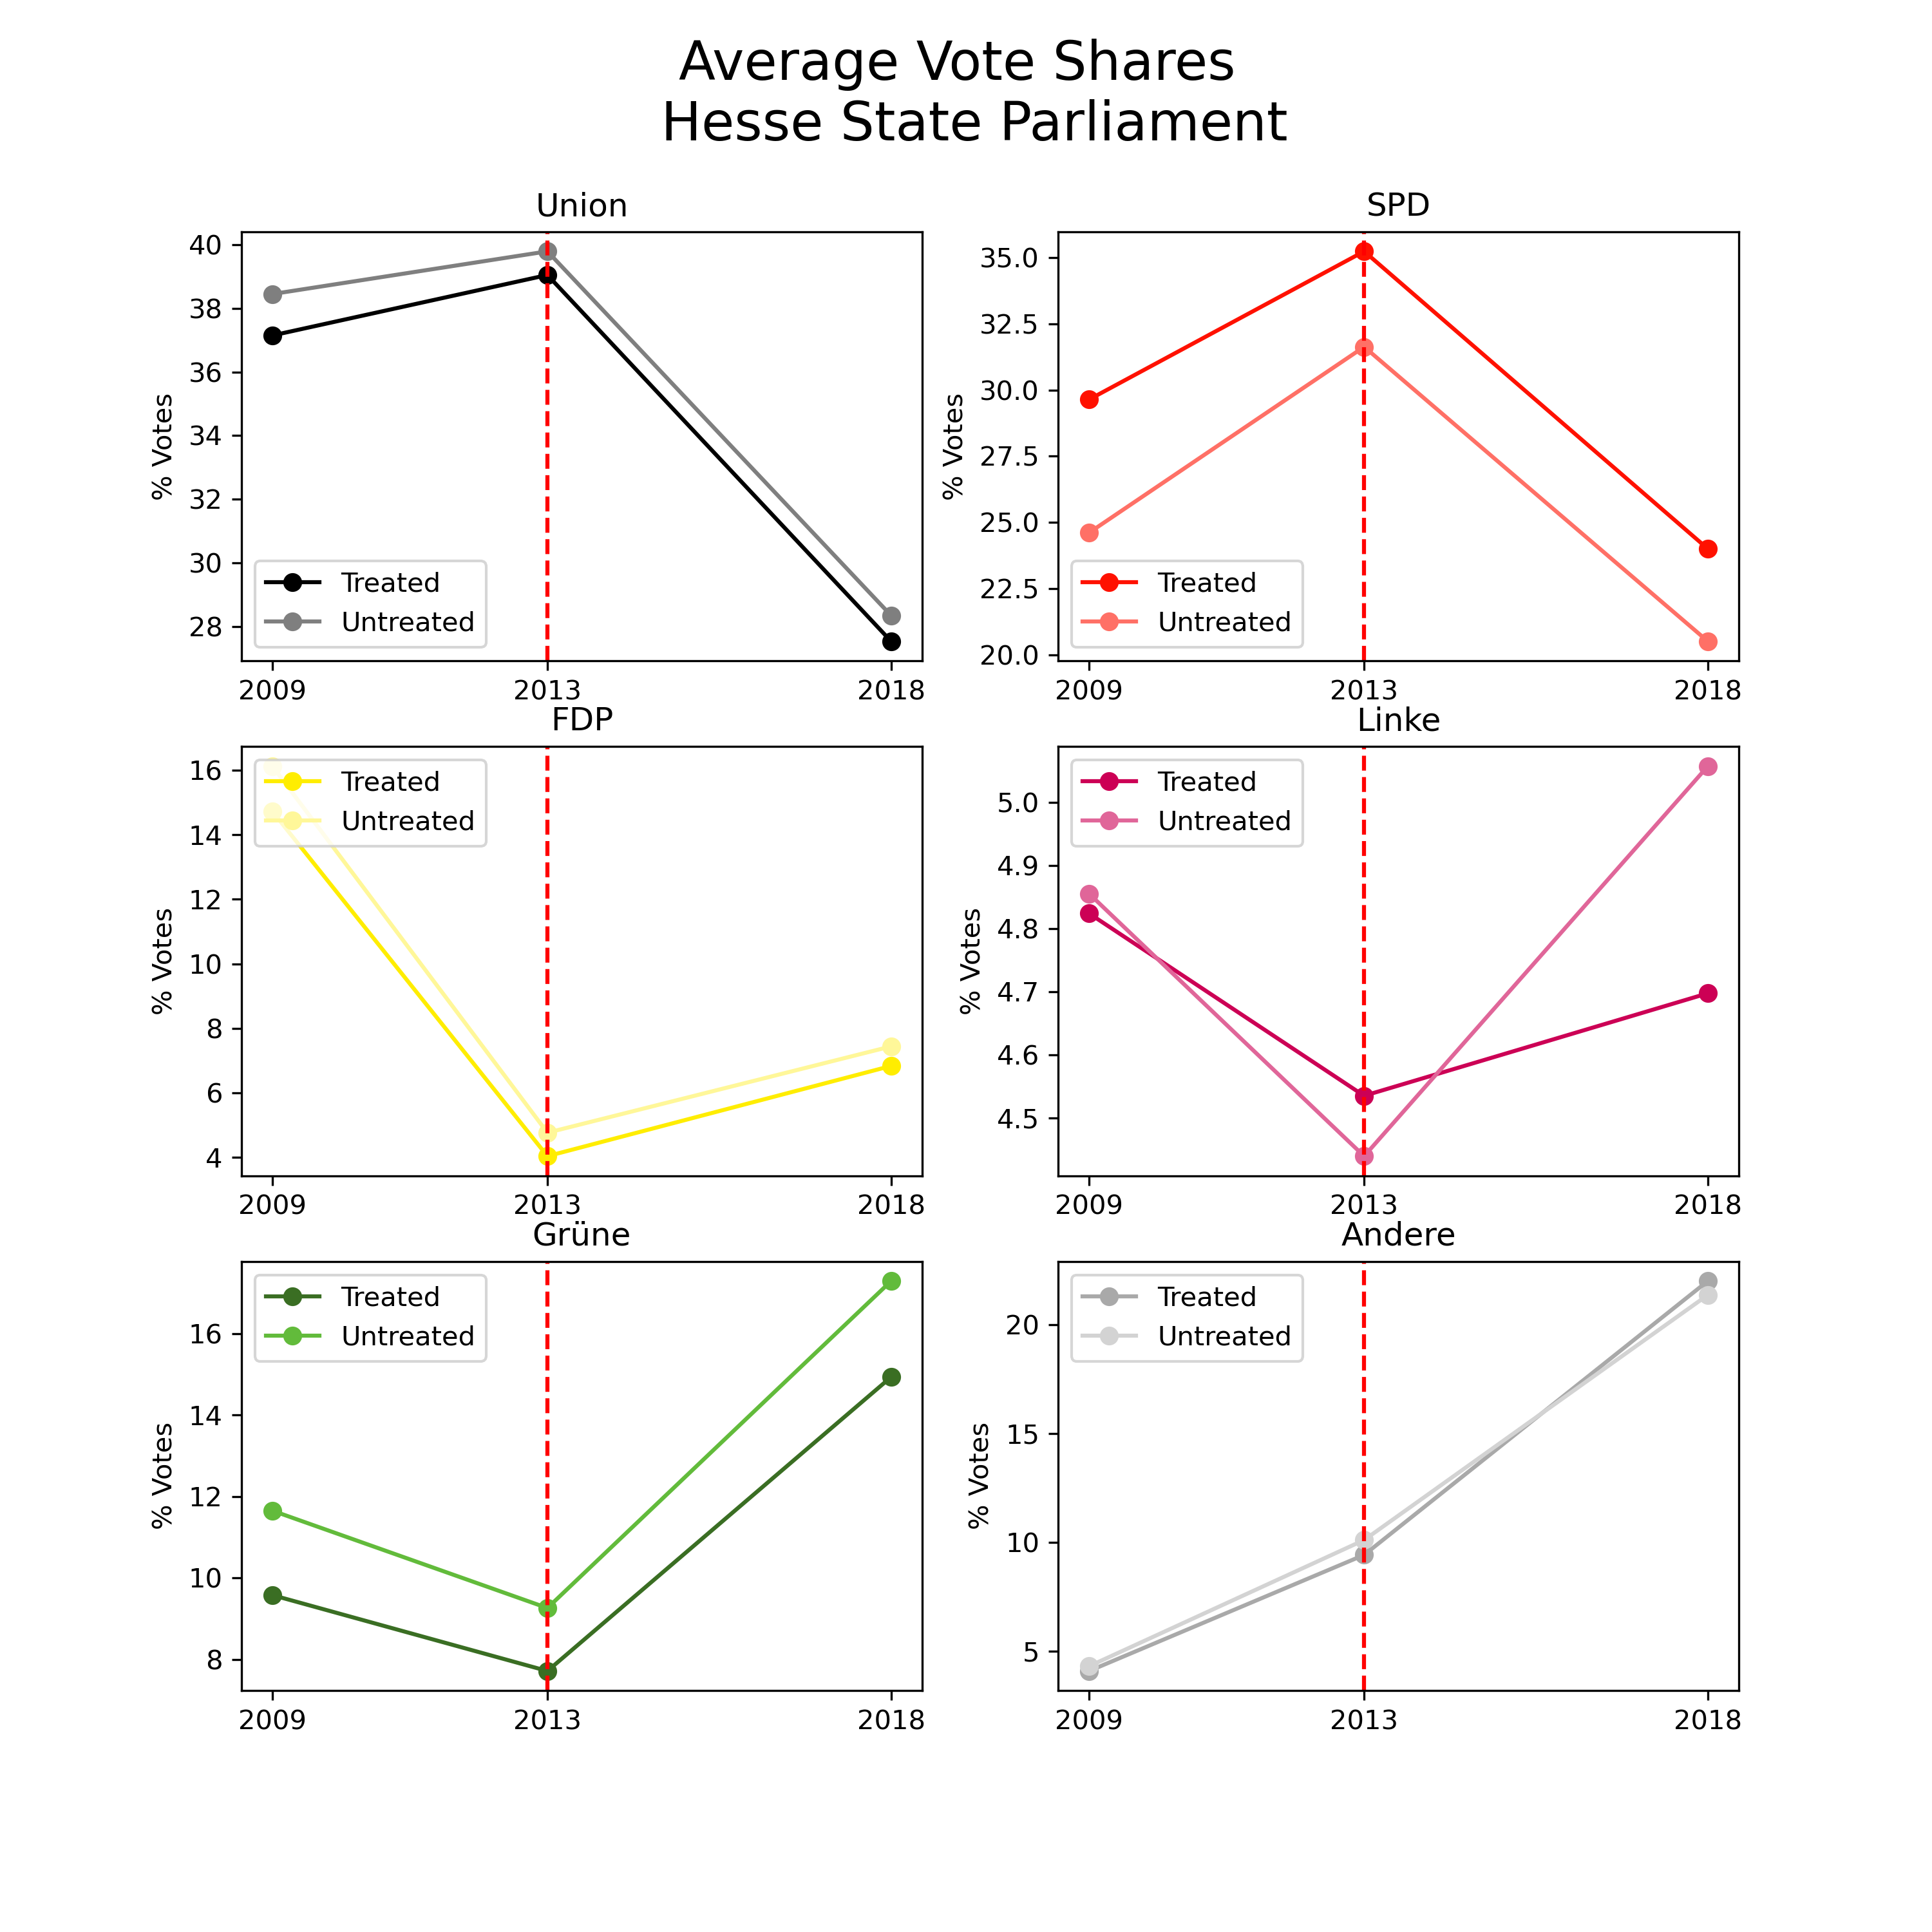 Average Vote Shares
Hesse State Parliament
Union
40
38
36
34
32
30
28
% Votes
Treated
Untreated
2009
2013
2018
SPD
35.0
32.5
30.0
27.5
25.0
22.5
20.0
% Votes
Treated
Untreated
2009
2013
2018
FDP
16
14
12
10
8
6
4
% Votes
Treated
Untreated
2009
2013
2018
Linke
5.0
4.9
4.8
4.7
4.6
4.5
% Votes
Treated
Untreated
2009
2013
2018
Grüne
16
14
12
10
8
% Votes
Treated
Untreated
2009
2013
2018
Andere
20
15
10
5
% Votes
Treated
Untreated
2009
2013
2018